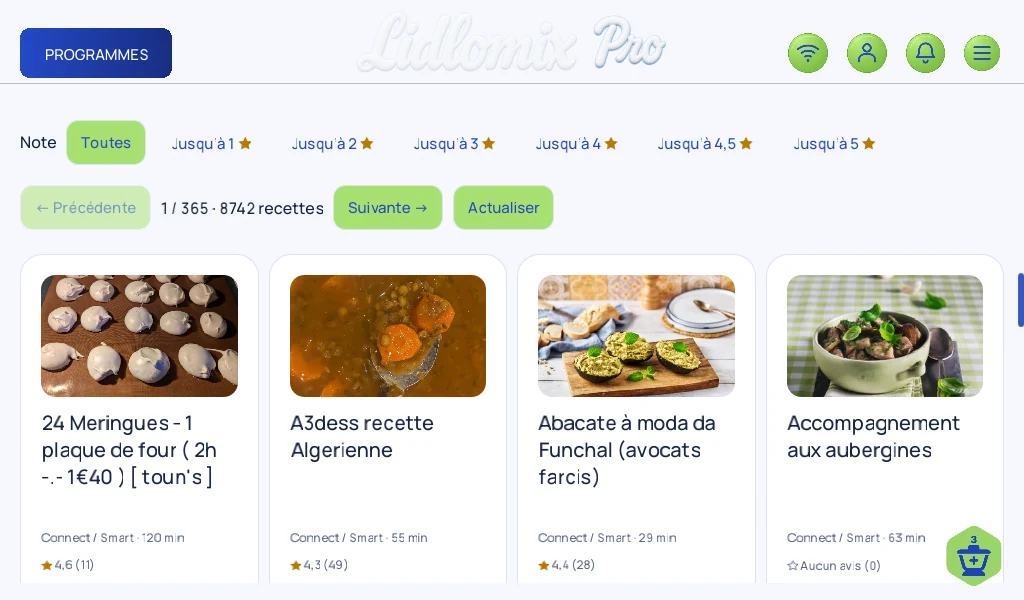 PROGRAMMES
Lidlomix Pro
Note
Toutes
Jusqu'à 1 ★
Jusqu'à 2 ★
Jusqu'à 3 ★
Jusqu'à 4 ★
Jusqu'à 4,5 ★
Jusqu'à 5 ★
← Précédente
1 / 365 · 8742 recettes
Suivante →
Actualiser
24 Meringues - 1
plaque de four ( 2h
-.- 1€40 ) [ toun's ]
Connect / Smart · 120 min
★ 4,6 (11)
A3dess recette
Algerienne
Connect / Smart · 55 min
★ 4,3 (49)
Abacate à moda da
Funchal (avocats
farcis)
Connect / Smart · 29 min
★ 4,4 (28)
Accompagnement
aux aubergines
Connect / Smart · 63 min
☆ Aucun avis (0)
3